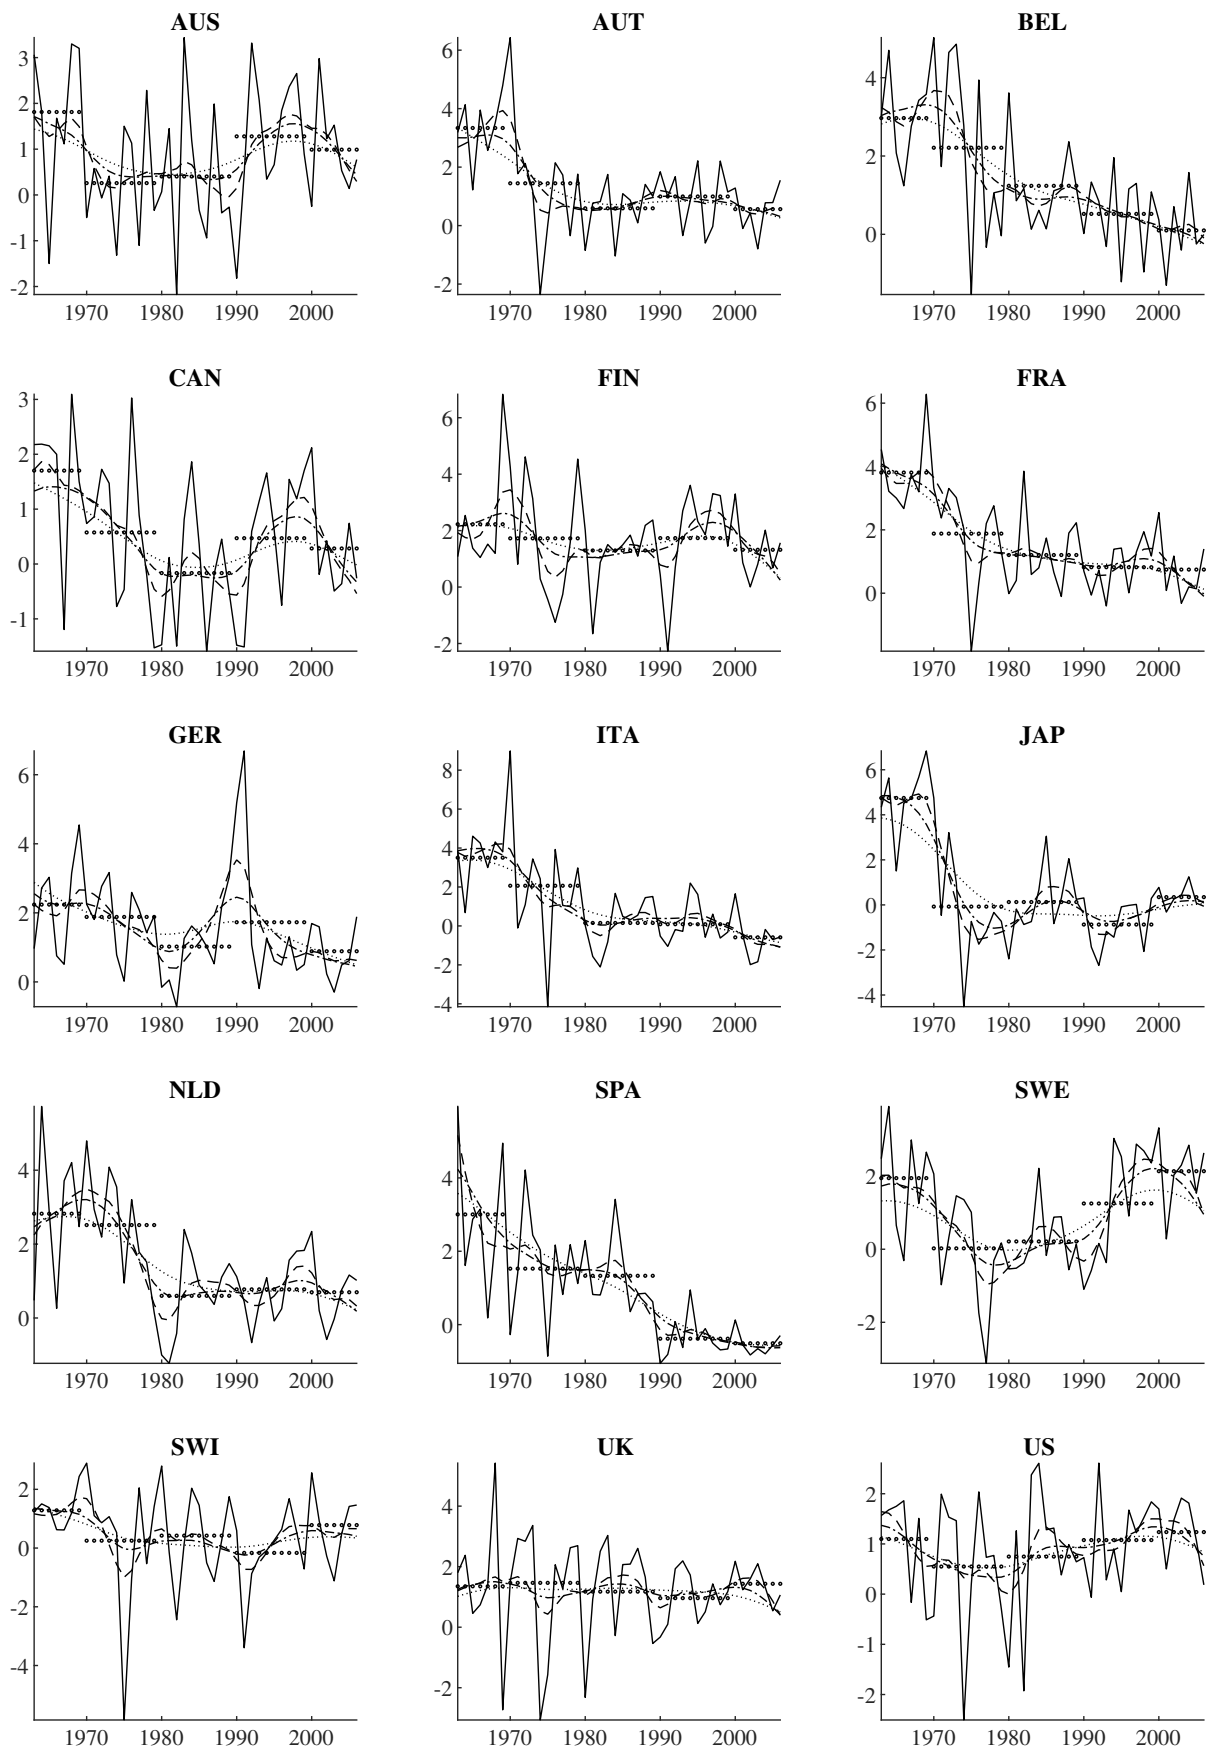 AUS AUT BEL
3 6 4
2 4 2
1 2 0
0 0
-1 -2
-2
1970 1980 1990 2000 1970 1980 1990 2000 1970 1980 1990 2000
CAN FIN FRA
3 6 6
2 4 4
1 2 2
0 0 0
-1 -2
1970 1980 1990 2000 1970 1980 1990 2000 1970 1980 1990 2000
GER ITA JAP
6 8 6
4 6 4
2 4 2
0 2 0
0 -2
-2 -4
-4
1970 1980 1990 2000 1970 1980 1990 2000 1970 1980 1990 2000
NLD SPA SWE
4 4 2
2 2 0
0 0 -2
1970 1980 1990 2000 1970 1980 1990 2000 1970 1980 1990 2000
SWI UK US
2 4 2
0 2 1
-2 0 0
-4 -2 -1
-2
1970 1980 1990 2000 1970 1980 1990 2000 1970 1980 1990 2000